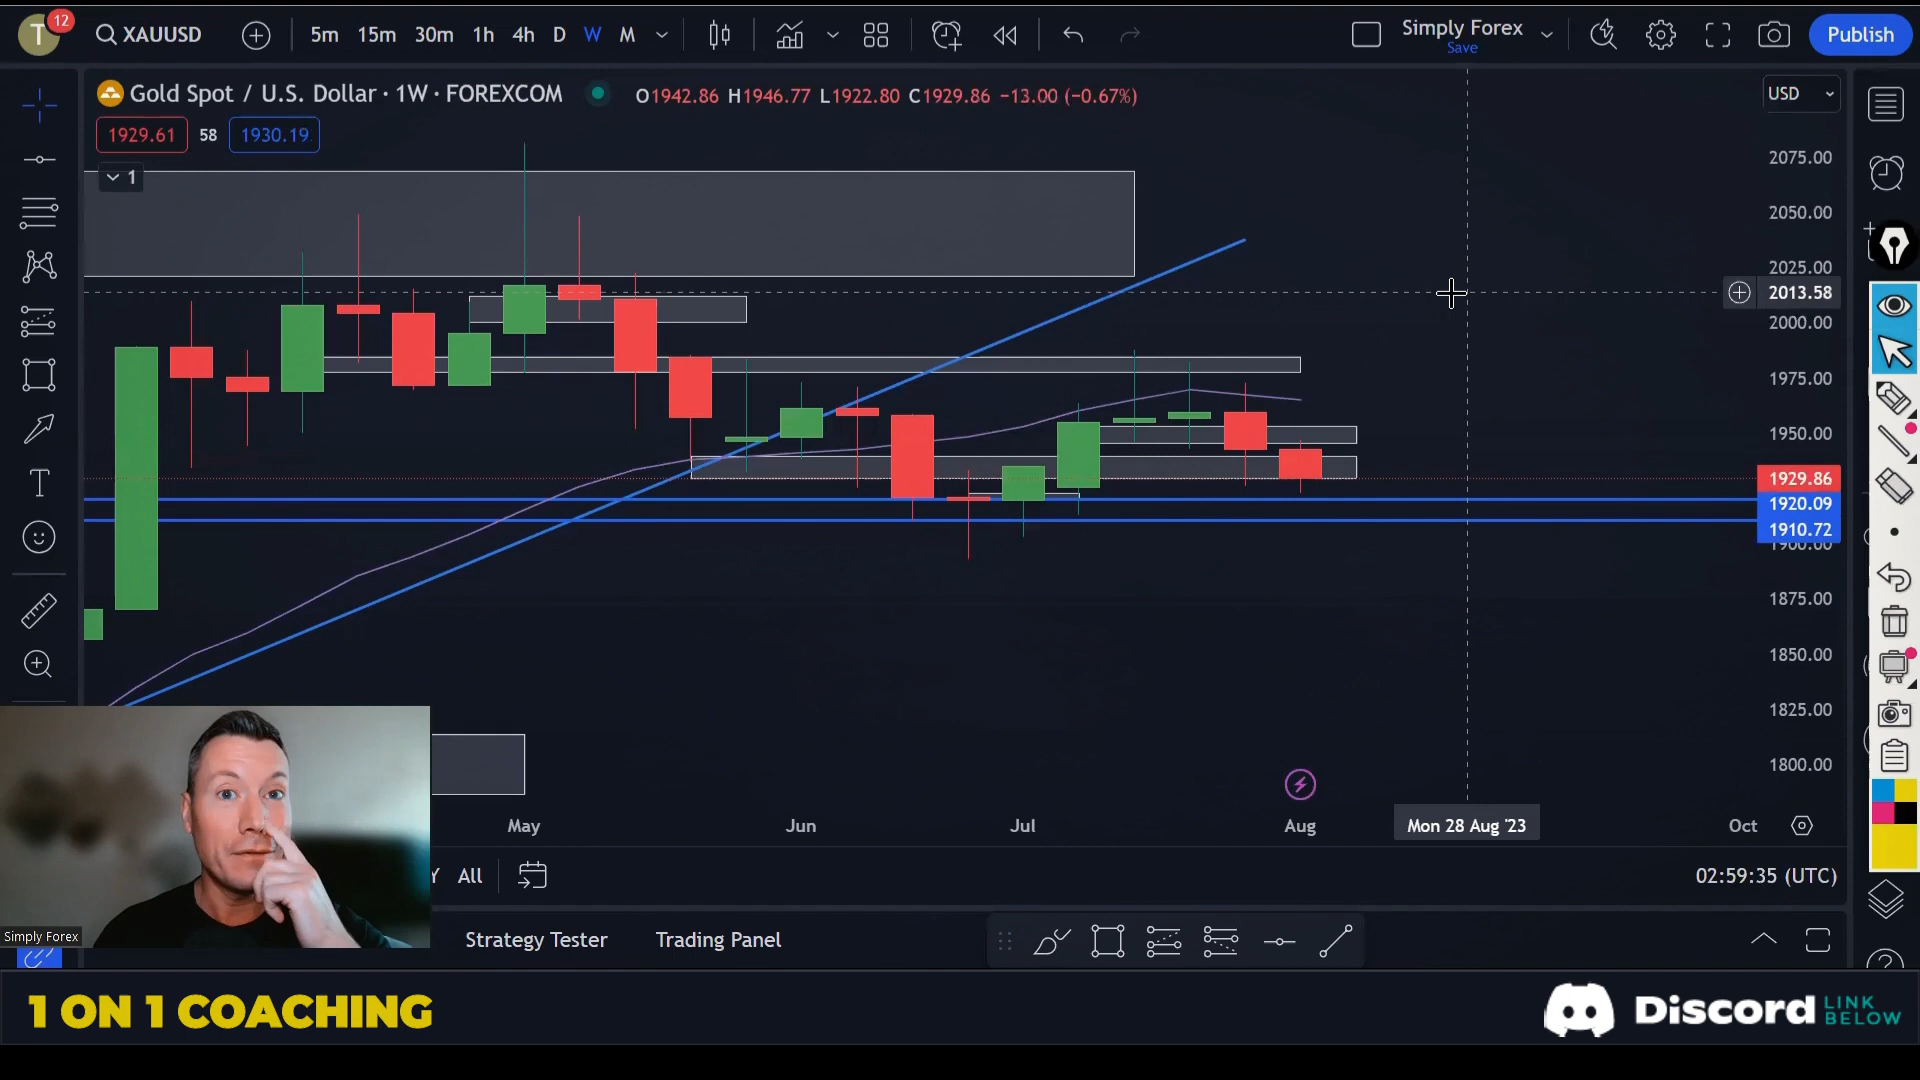 T
12
XAUUSD
5m 15m 30m 1h 4h D W M
Simply Forex
Save
Publish
Gold Spot / U.S. Dollar · 1W · FOREXCOM
O1942.86 H1946.77 L1922.80 C1929.86 −13.00 (−0.67%)
USD
1929.61 58 1930.19
1
2075.00
2050.00
2025.00
2013.58
2000.00
1975.00
1950.00
1929.86
1920.09
1910.72
1900.00
1875.00
1850.00
1825.00
1800.00
May Jun Jul Aug Mon 28 Aug '23 Oct
Y All
02:59:35 (UTC)
Simply Forex
Strategy Tester Trading Panel
1 ON 1 COACHING
Discord
LINK
BELOW